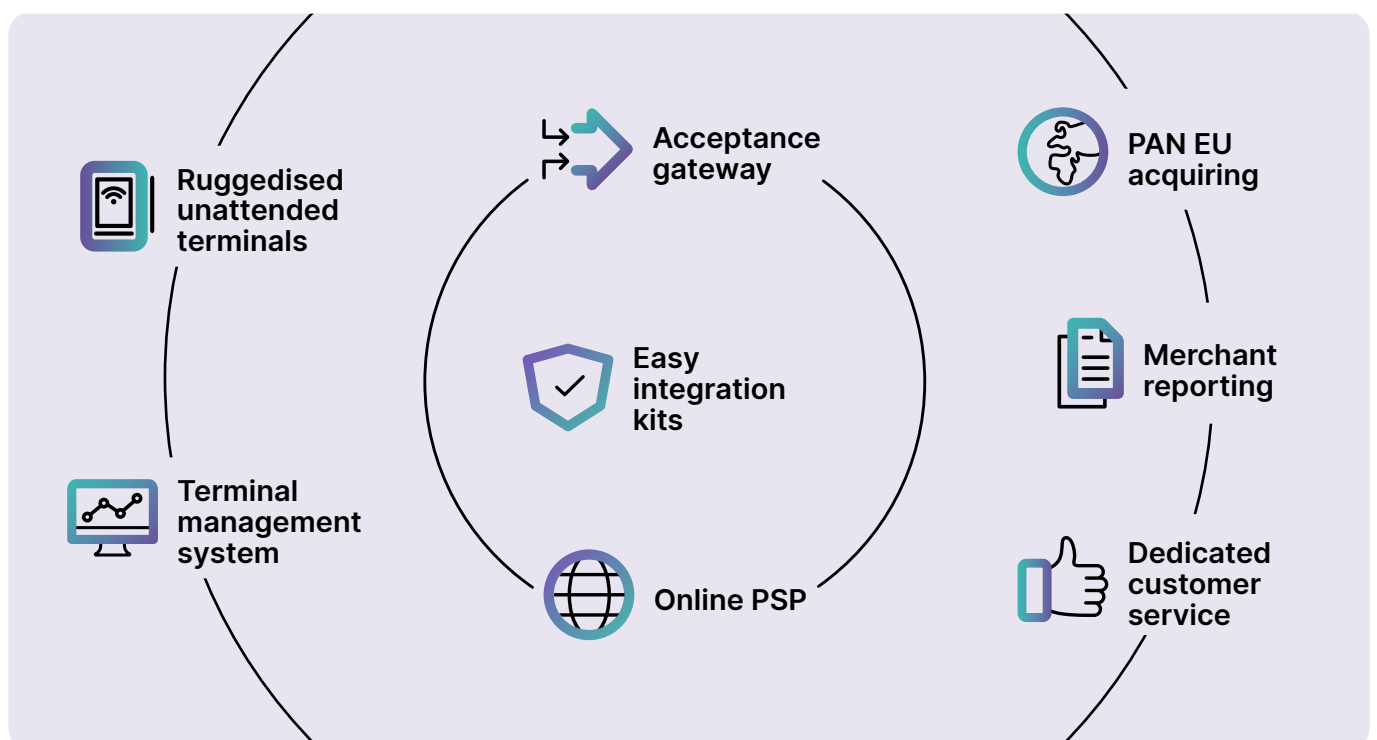 Ruggedised
unattended
terminals
Terminal
management
system
Acceptance
gateway
Easy
integration
kits
Online PSP
PAN EU
acquiring
Merchant
reporting
Dedicated
customer
service